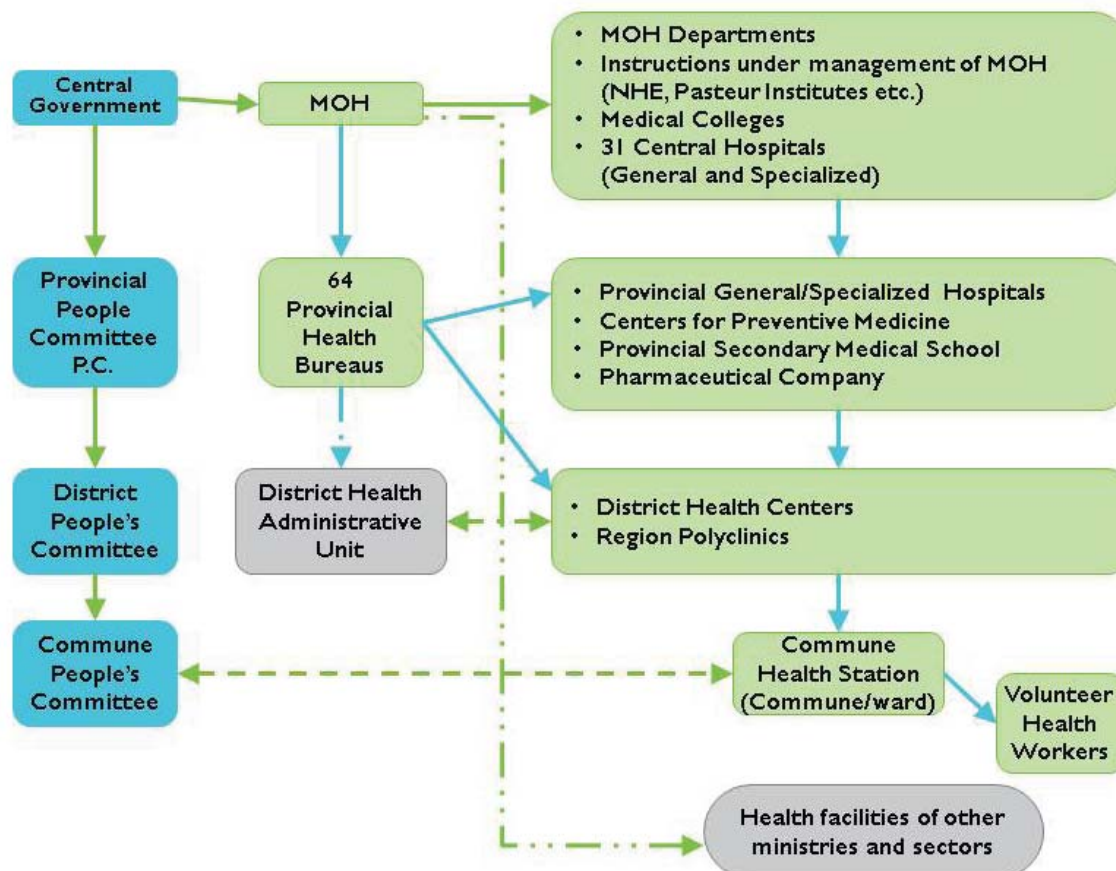 Central
Government
MOH
• MOH Departments
• Instructions under management of MOH
(NHE, Pasteur Institutes etc.)
• Medical Colleges
• 31 Central Hospitals
(General and Specialized)
Provincial
People
Committee
P.C.
64
Provincial
Health
Bureaus
• Provincial General/Specialized Hospitals
• Centers for Preventive Medicine
• Provincial Secondary Medical School
• Pharmaceutical Company
District
People's
Committee
District Health
Administrative
Unit
• District Health Centers
• Region Polyclinics
Commune
People's
Committee
Commune
Health Station
(Commune/ward)
Volunteer
Health
Workers
Health facilities of other
ministries and sectors